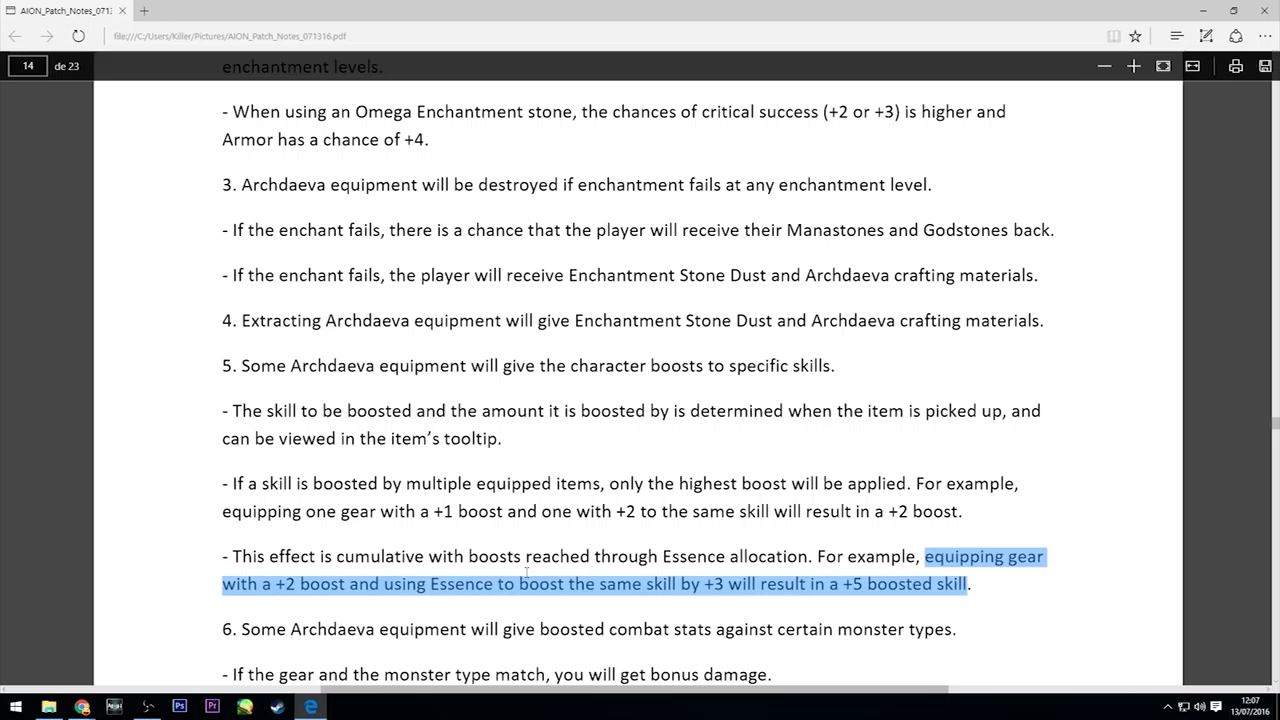 AION_Patch_Notes_071
file:///C:/Users/Killer/Pictures/AION_Patch_Notes_071316.pdf
14 de 23
enchantment levels.
- When using an Omega Enchantment stone, the chances of critical success (+2 or +3) is higher and
Armor has a chance of +4.
3. Archdaeva equipment will be destroyed if enchantment fails at any enchantment level.
- If the enchant fails, there is a chance that the player will receive their Manastones and Godstones back.
- If the enchant fails, the player will receive Enchantment Stone Dust and Archdaeva crafting materials.
4. Extracting Archdaeva equipment will give Enchantment Stone Dust and Archdaeva crafting materials.
5. Some Archdaeva equipment will give the character boosts to specific skills.
- The skill to be boosted and the amount it is boosted by is determined when the item is picked up, and
can be viewed in the item’s tooltip.
- If a skill is boosted by multiple equipped items, only the highest boost will be applied. For example,
equipping one gear with a +1 boost and one with +2 to the same skill will result in a +2 boost.
- This effect is cumulative with boosts reached through Essence allocation. For example, equipping gear
with a +2 boost and using Essence to boost the same skill by +3 will result in a +5 boosted skill.
6. Some Archdaeva equipment will give boosted combat stats against certain monster types.
- If the gear and the monster type match, you will get bonus damage.
Ps
Pr
12:07
13/07/2016